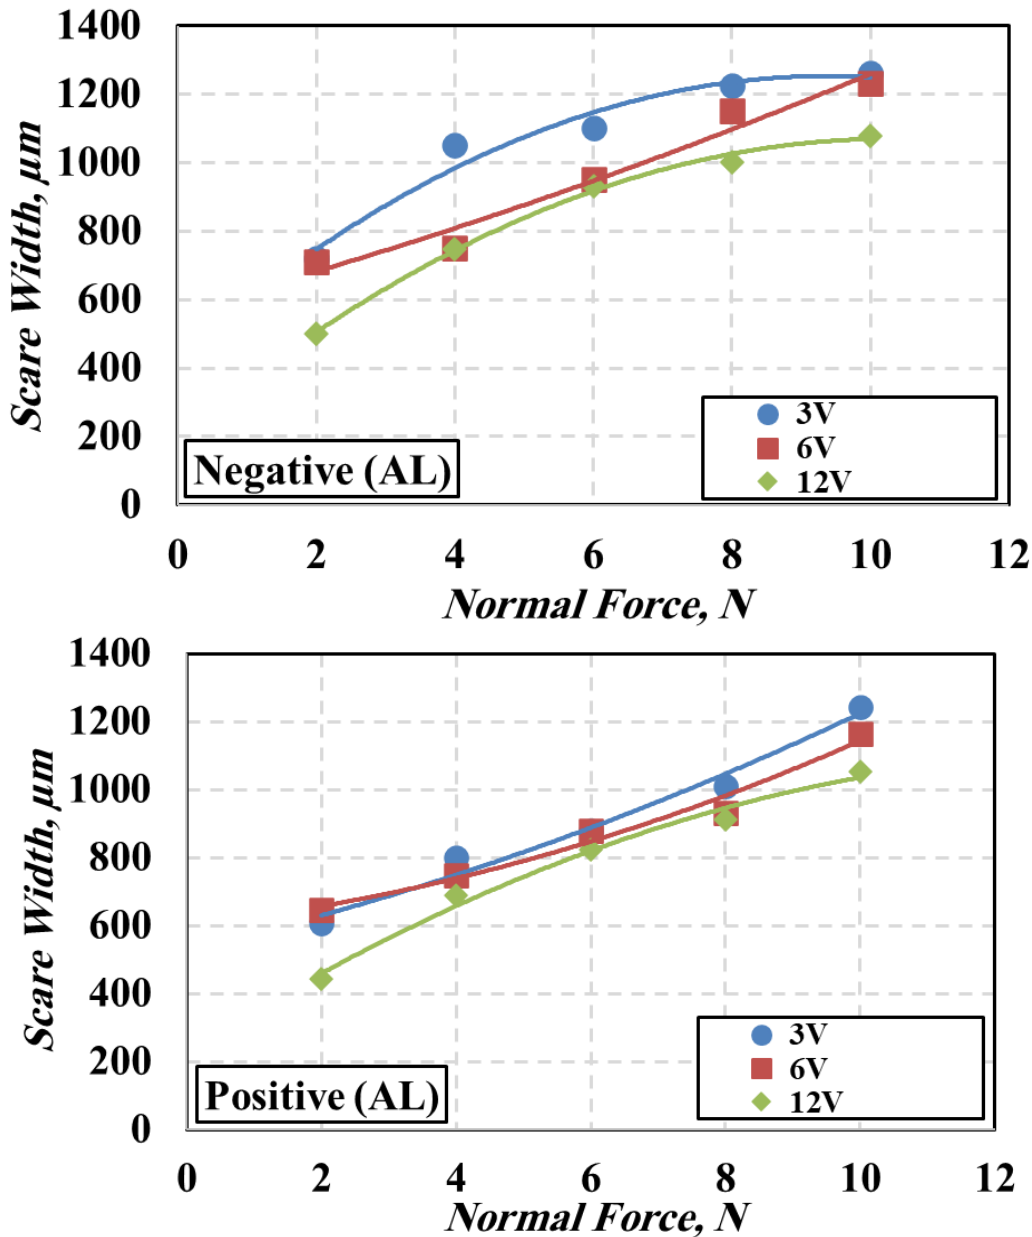 1400
1200
1000
800
600
400
200
0
Scare Width, μm
Negative (AL)
3V
6V
12V
0 2 4 6 8 10 12
Normal Force, N
1400
1200
1000
800
600
400
200
0
Scare Width, μm
Positive (AL)
3V
6V
12V
0 2 4 6 8 10 12
Normal Force, N